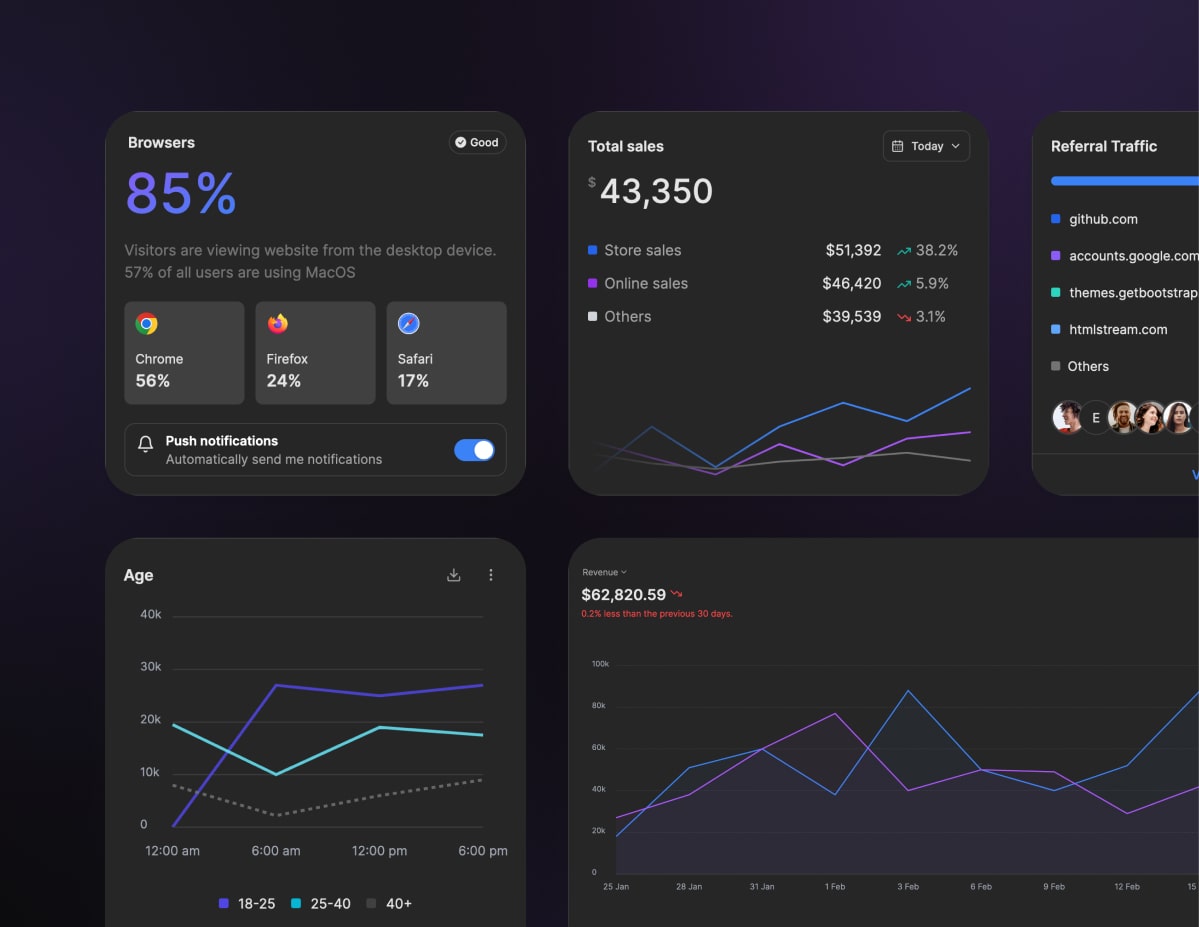 Browsers
Good
85%
Visitors are viewing website from the desktop device.
57% of all users are using MacOS
Chrome
56%
Firefox
24%
Safari
17%
Push notifications
Automatically send me notifications
Total sales
Today
$ 43,350
Store sales $51,392 38.2%
Online sales $46,420 5.9%
Others $39,539 3.1%
Referral Traffic
github.com
accounts.google.com
themes.getbootstrap
htmlstream.com
Others
E
V
Age
40k
30k
20k
10k
0
12:00 am 6:00 am 12:00 pm 6:00 pm
18-25 25-40 40+
Revenue
$62,820.59
0.2% less than the previous 30 days.
100k
80k
60k
40k
20k
0
25 Jan 28 Jan 31 Jan 1 Feb 3 Feb 6 Feb 9 Feb 12 Feb 15